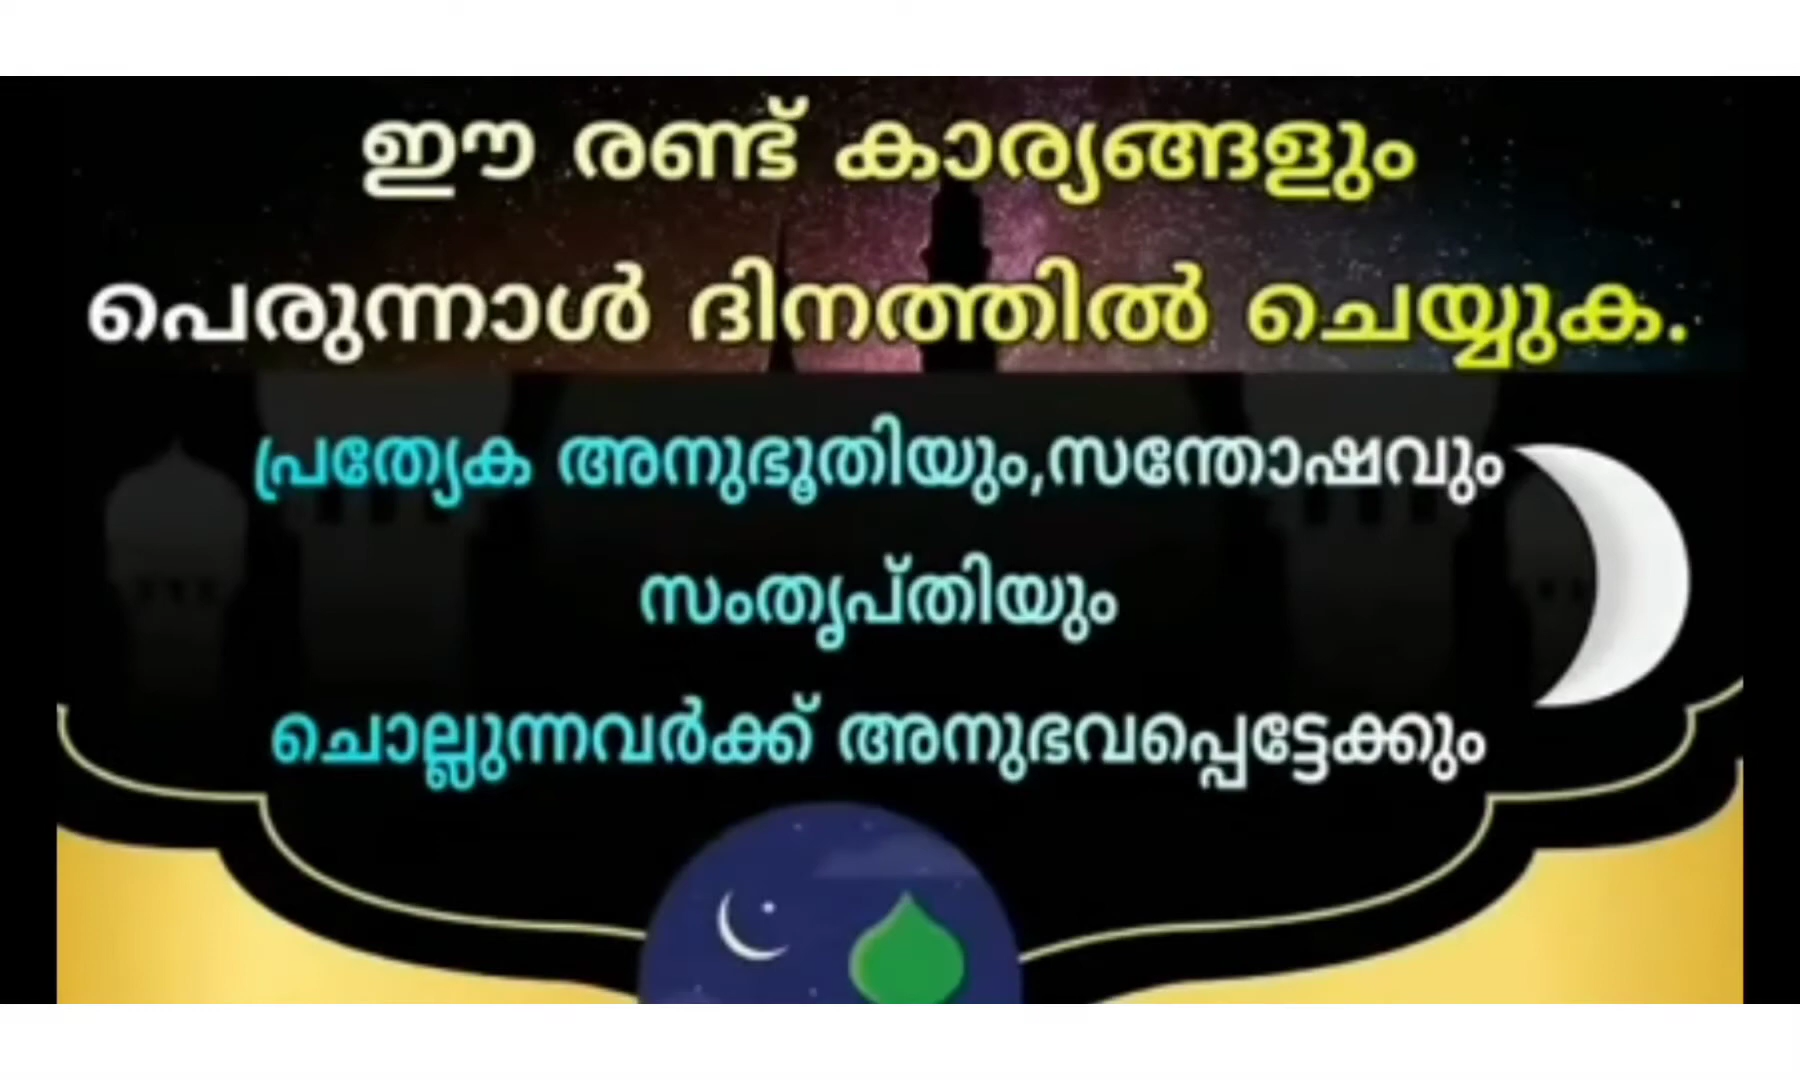 ഈ രണ്ട് കാര്യങ്ങളും
പെരുന്നാൾ ദിനത്തിൽ ചെയ്യുക.
പ്രത്യേക അനുഭൂതിയും,സന്തോഷവും
സംതൃപ്തിയും
ചൊല്ലുന്നവർക്ക് അനുഭവപ്പെട്ടേക്കും